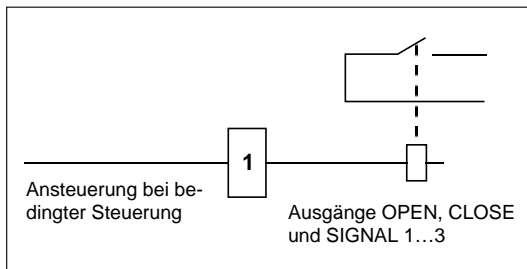 1
Ansteuerung bei be-
dingter Steuerung
Ausgänge OPEN, CLOSE
und SIGNAL 1...3